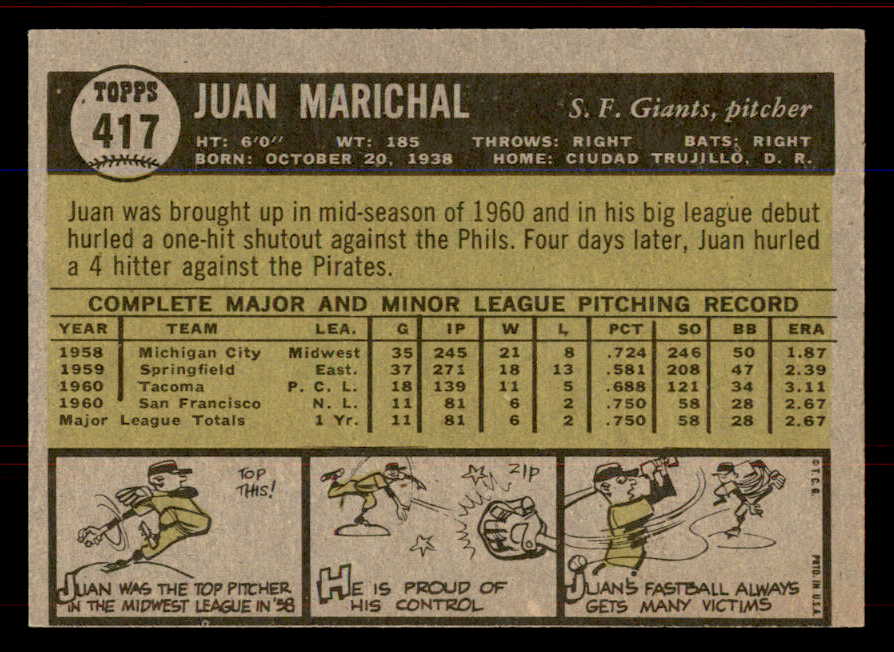 TOPPS
417
JUAN MARICHAL
S. F. Giants, pitcher
HT: 6'0" WT: 185 THROWS: RIGHT BATS: RIGHT
BORN: OCTOBER 20, 1938 HOME: CIUDAD TRUJILLO, D. R.
Juan was brought up in mid-season of 1960 and in his big league debut
hurled a one-hit shutout against the Phils. Four days later, Juan hurled
a 4 hitter against the Pirates.
COMPLETE MAJOR AND MINOR LEAGUE PITCHING RECORD
YEAR TEAM LEA. G IP W L PCT SO BB ERA
1958 Michigan City Midwest 35 245 21 8 .724 246 50 1.87
1959 Springfield East. 37 271 18 13 .581 208 47 2.39
1960 Tacoma P. C. L. 18 139 11 5 .688 121 34 3.11
1960 San Francisco N. L. 11 81 6 2 .750 58 28 2.67
Major League Totals 1 Yr. 11 81 6 2 .750 58 28 2.67
TOP
THIS!
JUAN WAS THE TOP PITCHER
IN THE MIDWEST LEAGUE IN '58
ZIP
HE IS PROUD OF
HIS CONTROL
JUAN'S FASTBALL ALWAYS
GETS MANY VICTIMS
© T.C.G.
PRTD. IN U.S.A.